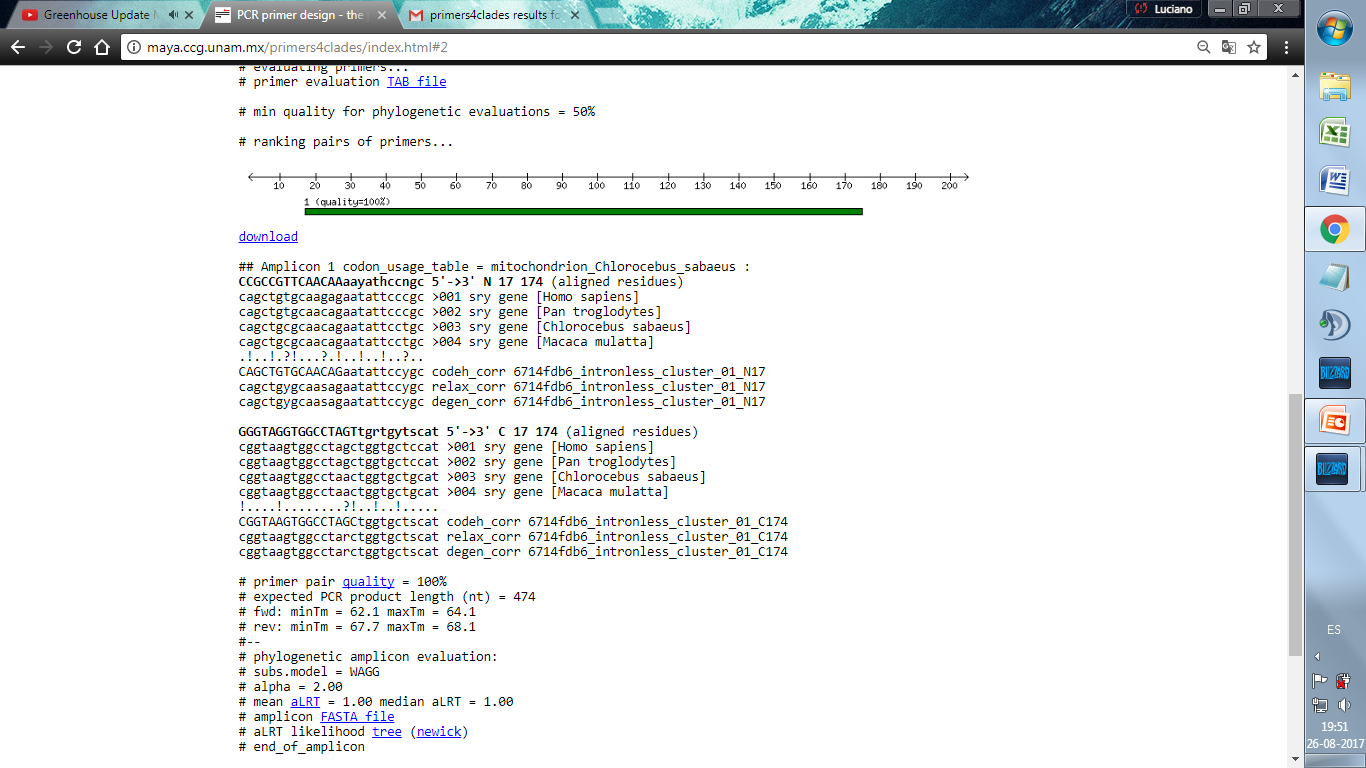 Greenhouse Update M
PCR primer design - the p
primers4clades results fo
Luciano
maya.ccg.unam.mx/primers4clades/index.html#2
# evaluating primers...
# primer evaluation TAB file
# min quality for phylogenetic evaluations = 50%
# ranking pairs of primers...
10 20 30 40 50 60 70 80 90 100 110 120 130 140 150 160 170 180 190 200
1 (quality=100%)
download
## Amplicon 1 codon_usage_table = mitochondrion_Chlorocebus_sabaeus :
CCGCCGTTCAACAAaayathccngc 5'->3' N 17 174 (aligned residues)
cagctgtgcaagagaatattcccgc >001 sry gene [Homo sapiens]
cagctgtgcaacagaatattcccgc >002 sry gene [Pan troglodytes]
cagctgcgcaacagaatattcctgc >003 sry gene [Chlorocebus sabaeus]
cagctgcgcaacagaatattcctgc >004 sry gene [Macaca mulatta]
.!..!.?!...?.!..!..!..?..
CAGCTGTGCAACAGaatattccygc codeh_corr 6714fdb6_intronless_cluster_01_N17
cagctgygcaasagaatattccygc relax_corr 6714fdb6_intronless_cluster_01_N17
cagctgygcaasagaatattccygc degen_corr 6714fdb6_intronless_cluster_01_N17
GGGTAGGTGGCCTAGTtgrtgytscat 5'->3' C 17 174 (aligned residues)
cggtaagtggcctagctggtgctccat >001 sry gene [Homo sapiens]
cggtaagtggcctagctggtgctccat >002 sry gene [Pan troglodytes]
cggtaagtggcctaactggtgctgcat >003 sry gene [Chlorocebus sabaeus]
cggtaagtggcctaactggtgctgcat >004 sry gene [Macaca mulatta]
!....!.........?!..!..!.....
CGGTAAGTGGCCTAGCtggtgctscat codeh_corr 6714fdb6_intronless_cluster_01_C174
cggtaagtggcctarctggtgctscat relax_corr 6714fdb6_intronless_cluster_01_C174
cggtaagtggcctarctggtgctscat degen_corr 6714fdb6_intronless_cluster_01_C174
# primer pair quality = 100%
# expected PCR product length (nt) = 474
# fwd: minTm = 62.1 maxTm = 64.1
# rev: minTm = 67.7 maxTm = 68.1
#--
# phylogenetic amplicon evaluation:
# subs.model = WAGG
# alpha = 2.00
# mean aLRT = 1.00 median aLRT = 1.00
# amplicon FASTA file
# aLRT likelihood tree (newick)
# end_of_amplicon
BLIZZARD
BLIZZARD
ES
19:51
26-08-2017